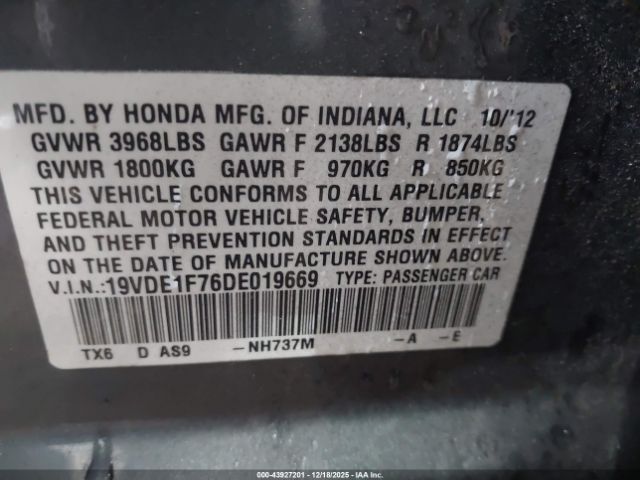 MFD. BY HONDA MFG. OF INDIANA, LLC 10/'12
GVWR 3968LBS GAWR F 2138LBS R 1874LBS
GVWR 1800KG GAWR F 970KG R 850KG
THIS VEHICLE CONFORMS TO ALL APPLICABLE
FEDERAL MOTOR VEHICLE SAFETY, BUMPER,
AND THEFT PREVENTION STANDARDS IN EFFECT
ON THE DATE OF MANUFACTURE SHOWN ABOVE.
V.I.N.:19VDE1F76DE019669 TYPE: PASSENGER CAR
TX6 D AS9 -NH737M -A -E
000-43927201 - 12/18/2025 - IAAI.COM